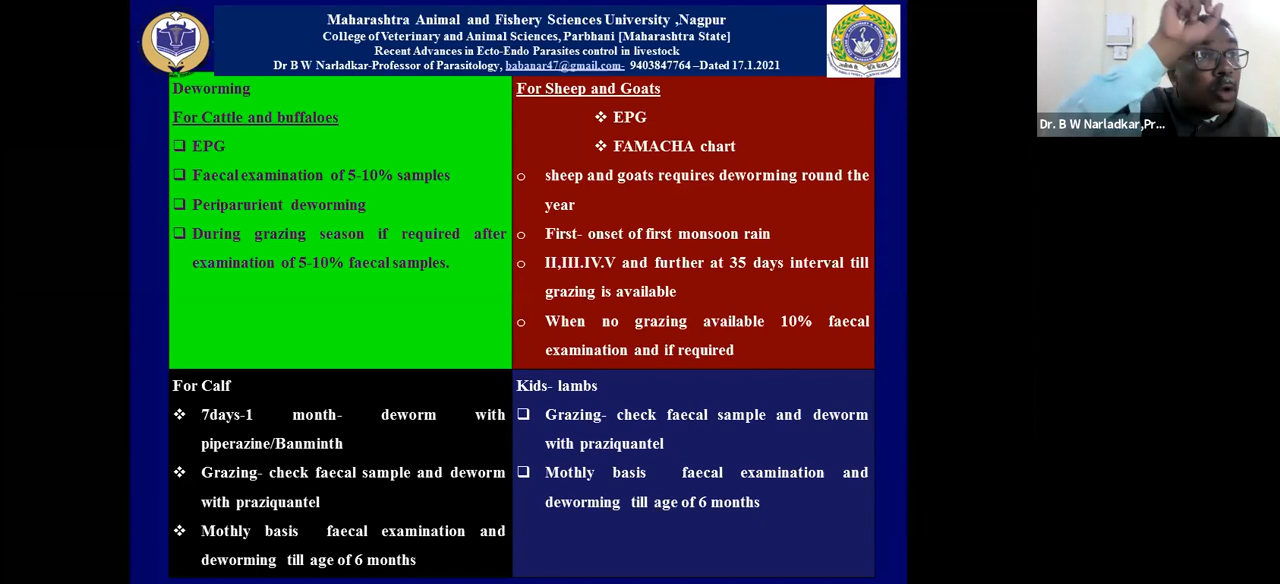 Maharashtra Animal and Fishery Sciences University ,Nagpur
College of Veterinary and Animal Sciences, Parbhani [Maharashtra State]
Recent Advances in Ecto-Endo Parasites control in livestock
Dr B W Narladkar-Professor of Parasitology, babanar47@gmail.com- 9403847764 –Dated 17.1.2021
Deworming
For Cattle and buffaloes
❑ EPG
❑ Faecal examination of 5-10% samples
❑ Periparurient deworming
❑ During grazing season if required after
examination of 5-10% faecal samples.
For Sheep and Goats
❖ EPG
❖ FAMACHA chart
o sheep and goats requires deworming round the
year
o First- onset of first monsoon rain
o II,III.IV.V and further at 35 days interval till
grazing is available
o When no grazing available 10% faecal
examination and if required
For Calf
❖ 7days-1 month- deworm with
piperazine/Banminth
❖ Grazing- check faecal sample and deworm
with praziquantel
❖ Mothly basis faecal examination and
deworming till age of 6 months
Kids- lambs
❑ Grazing- check faecal sample and deworm
with praziquantel
❑ Mothly basis faecal examination and
deworming till age of 6 months
Dr. B W Narladkar,Pr...